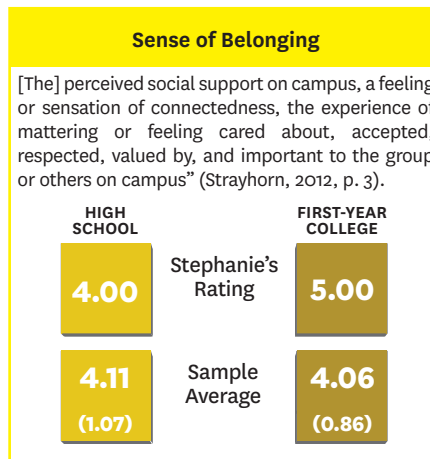 Sense of Belonging
[The] perceived social support on campus, a feeling
or sensation of connectedness, the experience of
mattering or feeling cared about, accepted,
respected, valued by, and important to the group
or others on campus” (Strayhorn, 2012, p. 3).
HIGH
SCHOOL
FIRST-YEAR
COLLEGE
4.00
Stephanie’s
Rating
5.00
4.11
(1.07)
Sample
Average
4.06
(0.86)